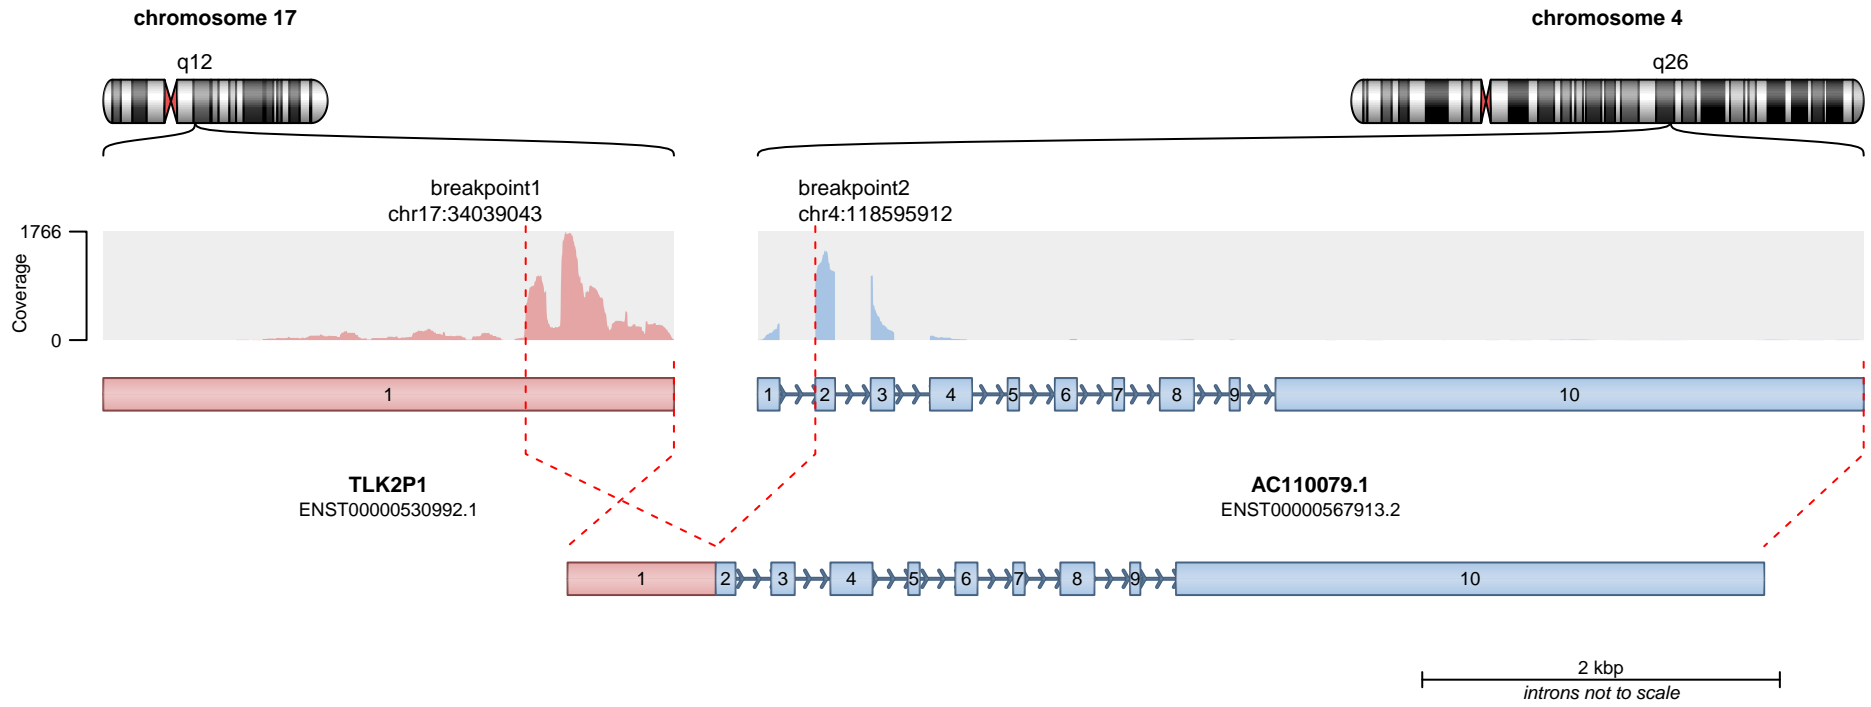 chromosome 17
chromosome 4
q12
q26
breakpoint1
chr17:34039043
breakpoint2
chr4:118595912
1766
Coverage
0
1
1 2 3 4 5 6 7 8 9 10
TLK2P1
ENST00000530992.1
AC110079.1
ENST00000567913.2
1 2 3 4 5 6 7 8 9 10
2 kbp
introns not to scale